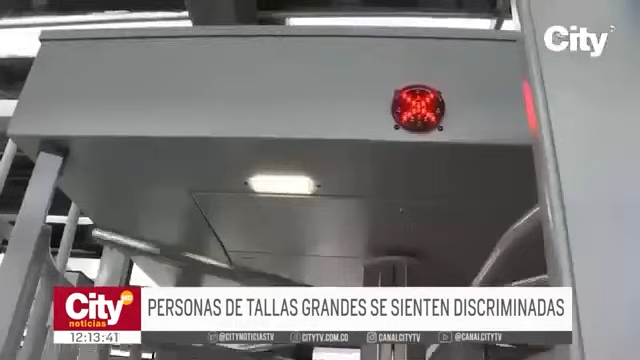 City
City
noticias
12:13:41
PERSONAS DE TALLAS GRANDES SE SIENTEN DISCRIMINADAS
@CITYNOTICIASTV
CITYTV.COM.CO
CANALCITYTV
@CANALCITYTV